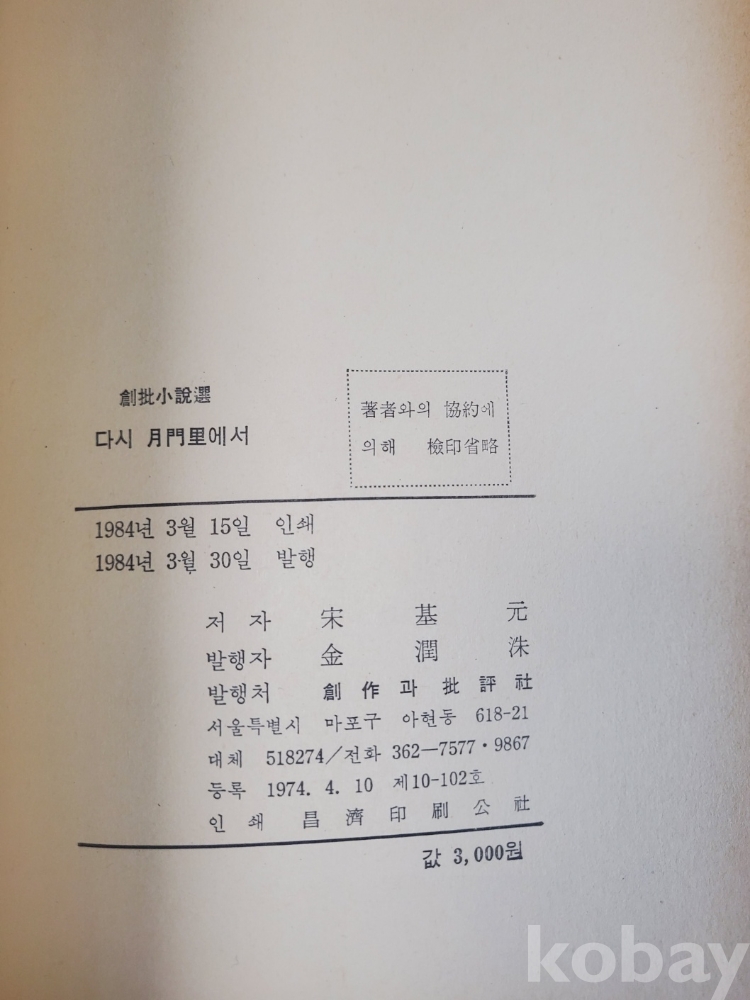 創批小說選
다시 月門里에서
著者와의 協約에
의해 檢印省略
1984년 3월 15일 인쇄
1984년 3월 30일 발행
저 자 宋 基 元
발행자 金 潤 洙
발행처 創 作 과 批 評 社
서울특별시 마포구 아현동 618-21
대체 518274/전화 362—7577·9867
등록 1974. 4. 10 제10-102호
인 쇄 昌 濟 印 刷 公 社
값 3,000원
kobay